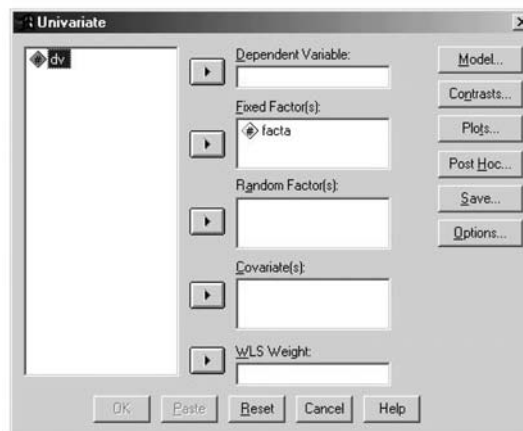 Univariate
dv
Dependent Variable:
Fixed Factor(s):
facta
Random Factor(s):
Covariate(s):
WLS Weight:
Model...
Contrasts...
Plots...
Post Hoc...
Save...
Options...
OK
Paste
Reset
Cancel
Help